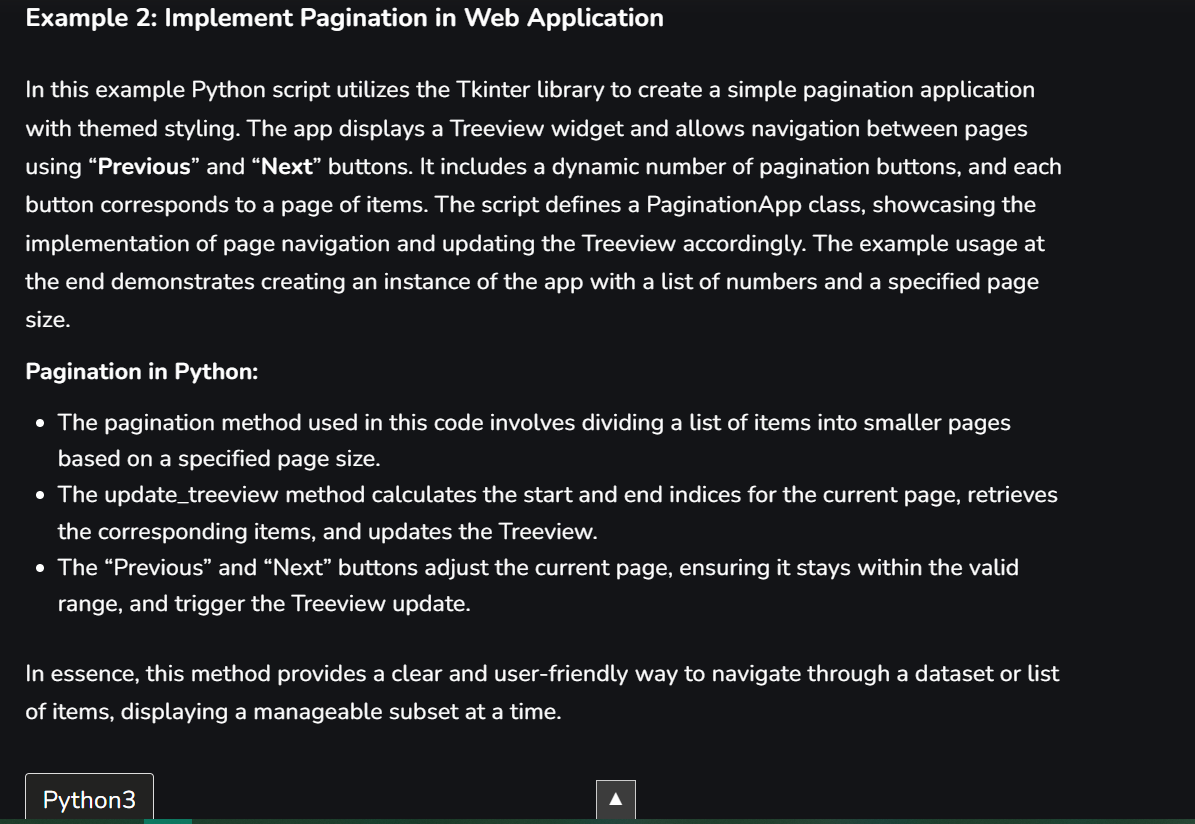 Example 2: Implement Pagination in Web Application
In this example Python script utilizes the Tkinter library to create a simple pagination application
with themed styling. The app displays a Treeview widget and allows navigation between pages
using “Previous” and “Next” buttons. It includes a dynamic number of pagination buttons, and each
button corresponds to a page of items. The script defines a PaginationApp class, showcasing the
implementation of page navigation and updating the Treeview accordingly. The example usage at
the end demonstrates creating an instance of the app with a list of numbers and a specified page
size.
Pagination in Python:
• The pagination method used in this code involves dividing a list of items into smaller pages
based on a specified page size.
• The update_treeview method calculates the start and end indices for the current page, retrieves
the corresponding items, and updates the Treeview.
• The “Previous” and “Next” buttons adjust the current page, ensuring it stays within the valid
range, and trigger the Treeview update.
In essence, this method provides a clear and user-friendly way to navigate through a dataset or list
of items, displaying a manageable subset at a time.
Python3